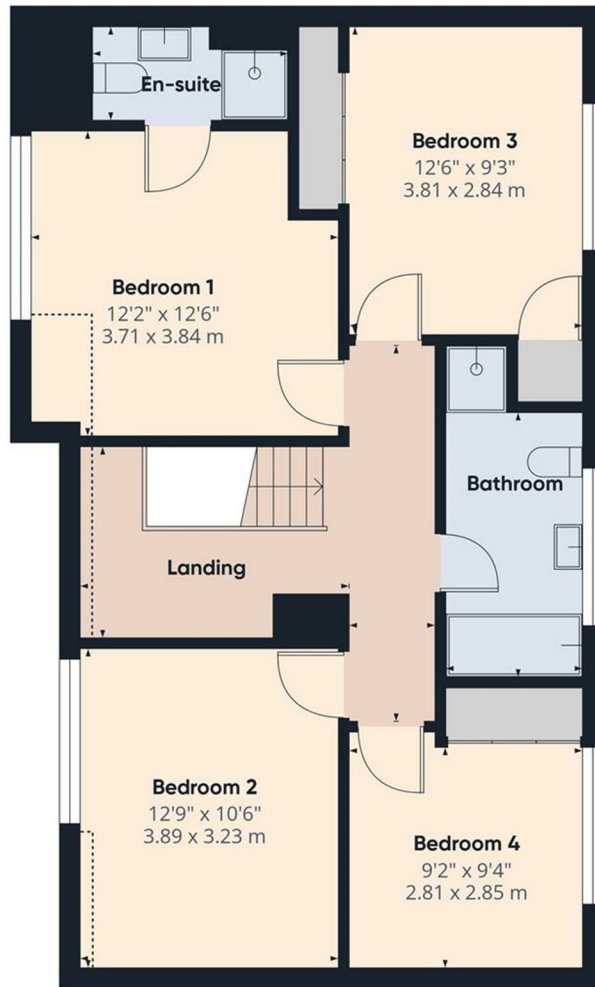 En-suite
Bedroom 3
12'6" x 9'3"
3.81 x 2.84 m
Bedroom 1
12'2" x 12'6"
3.71 x 3.84 m
Bathroom
Landing
Bedroom 2
12'9" x 10'6"
3.89 x 3.23 m
Bedroom 4
9'2" x 9'4"
2.81 x 2.85 m